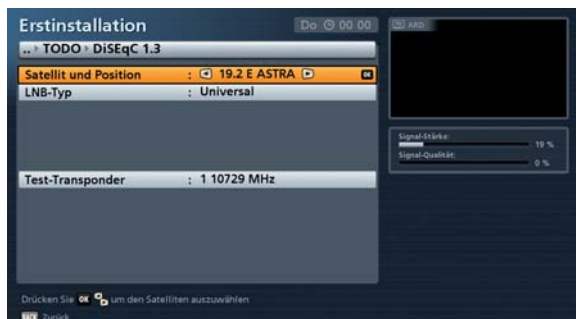 Erstinstallation
Do 00 00
ARD
.. › TODO › DiSEqC 1.3
Satellit und Position : 19.2 E ASTRA OK
LNB-Typ : Universal
Signal-Stärke:
19 %
Signal-Qualität:
0 %
Test-Transponder : 1 10729 MHz
Drücken Sie OK um den Satelliten auszuwählen
BACK Zurück